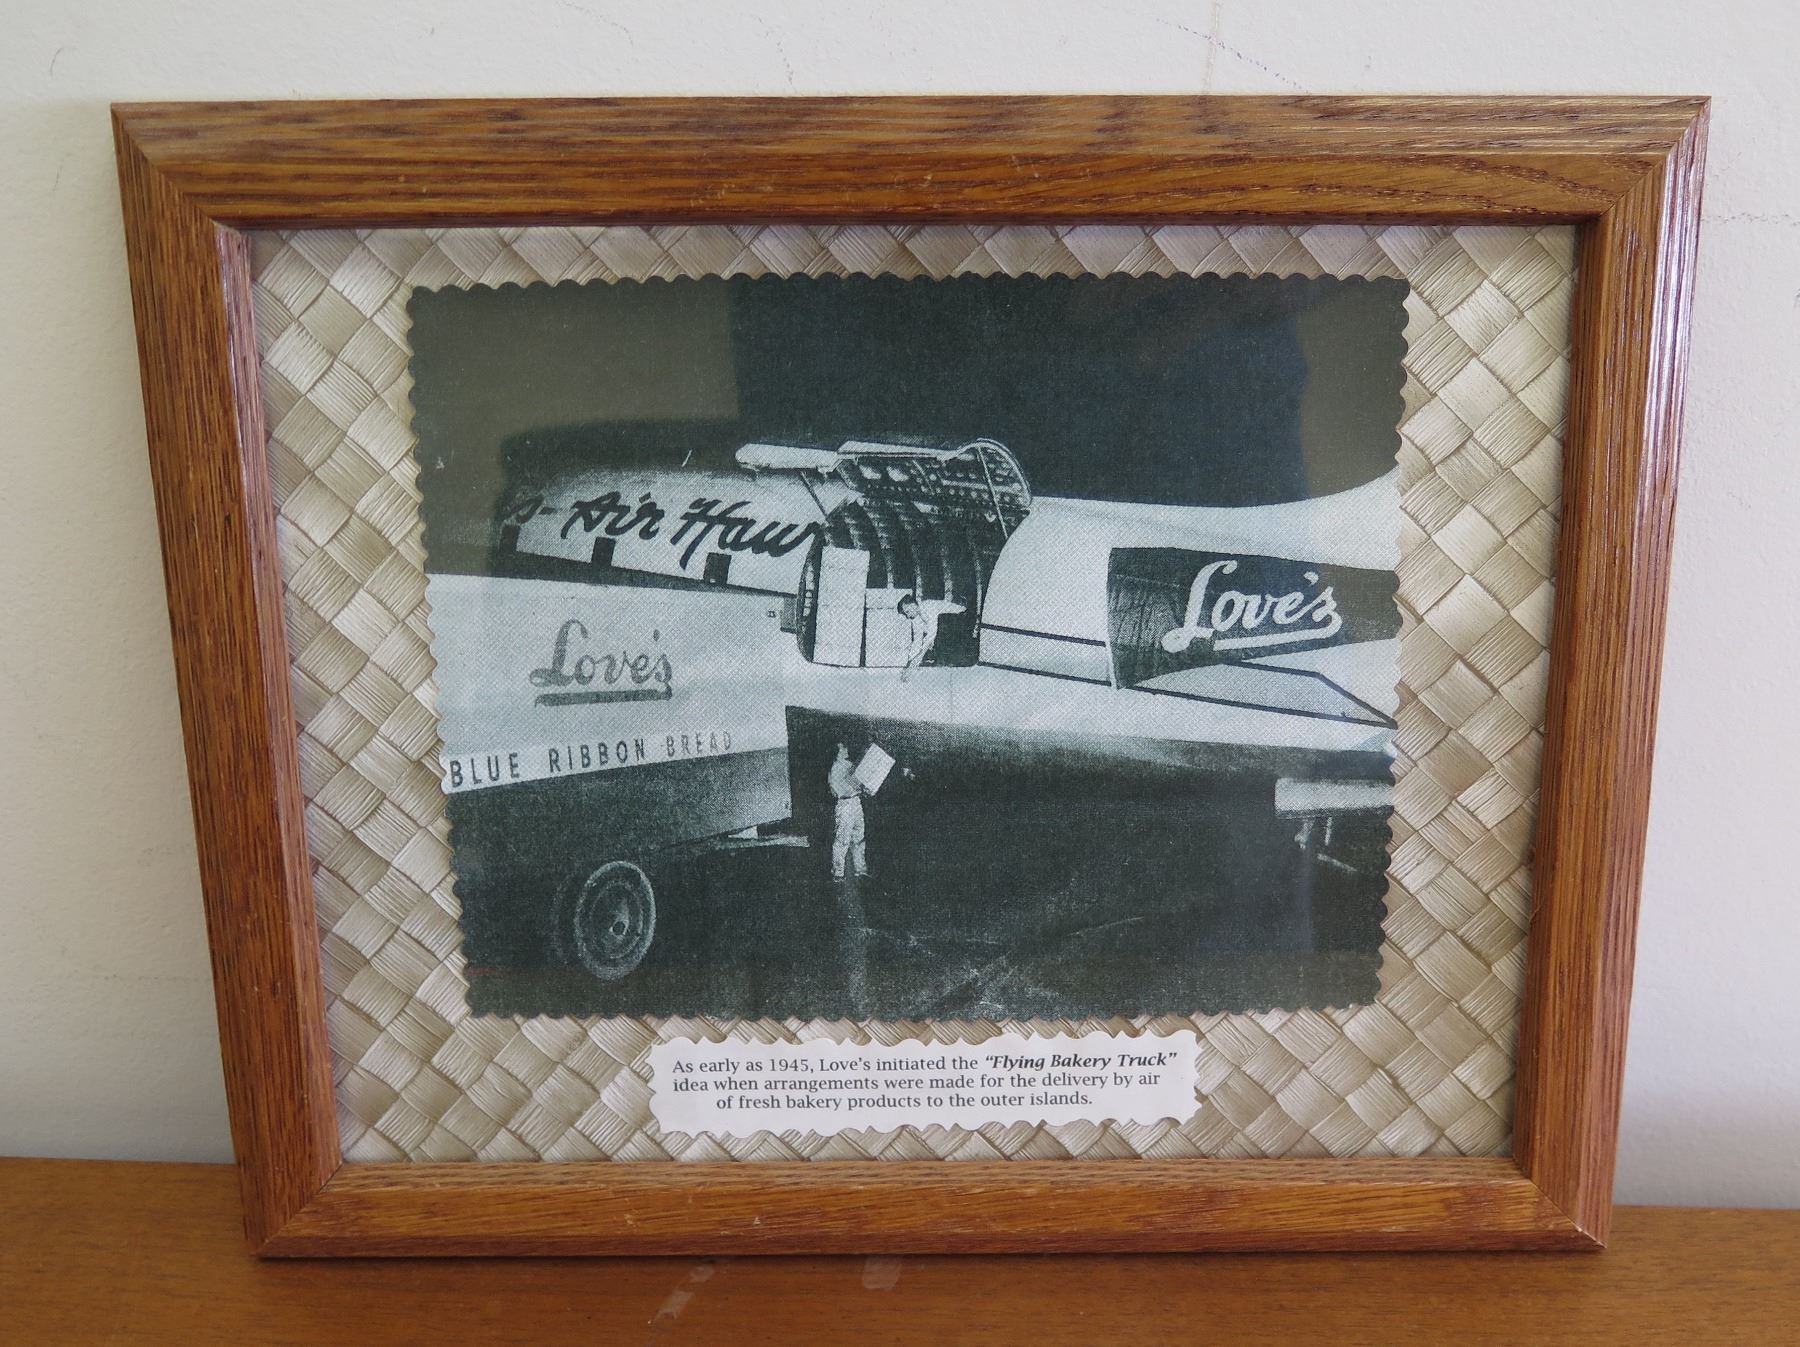 s- Air Haw
Love's
Love's
BLUE RIBBON BREAD
As early as 1945, Love's initiated the "Flying Bakery Truck"
idea when arrangements were made for the delivery by air
of fresh bakery products to the outer islands.